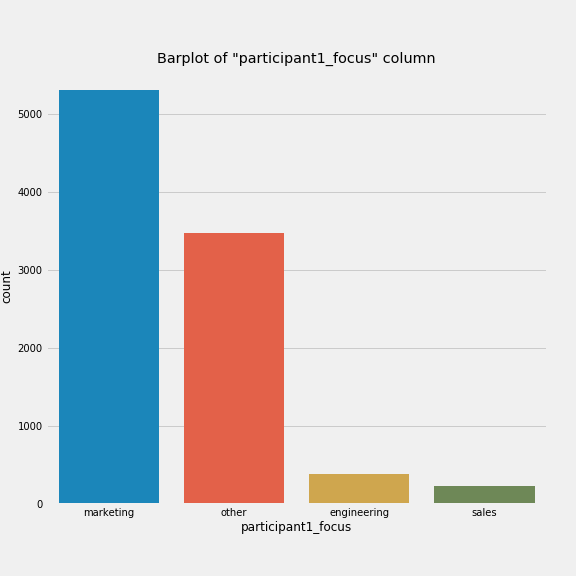 Barplot of "participant1_focus" column
5000
4000
3000
2000
1000
0
count
marketing other engineering sales
participant1_focus